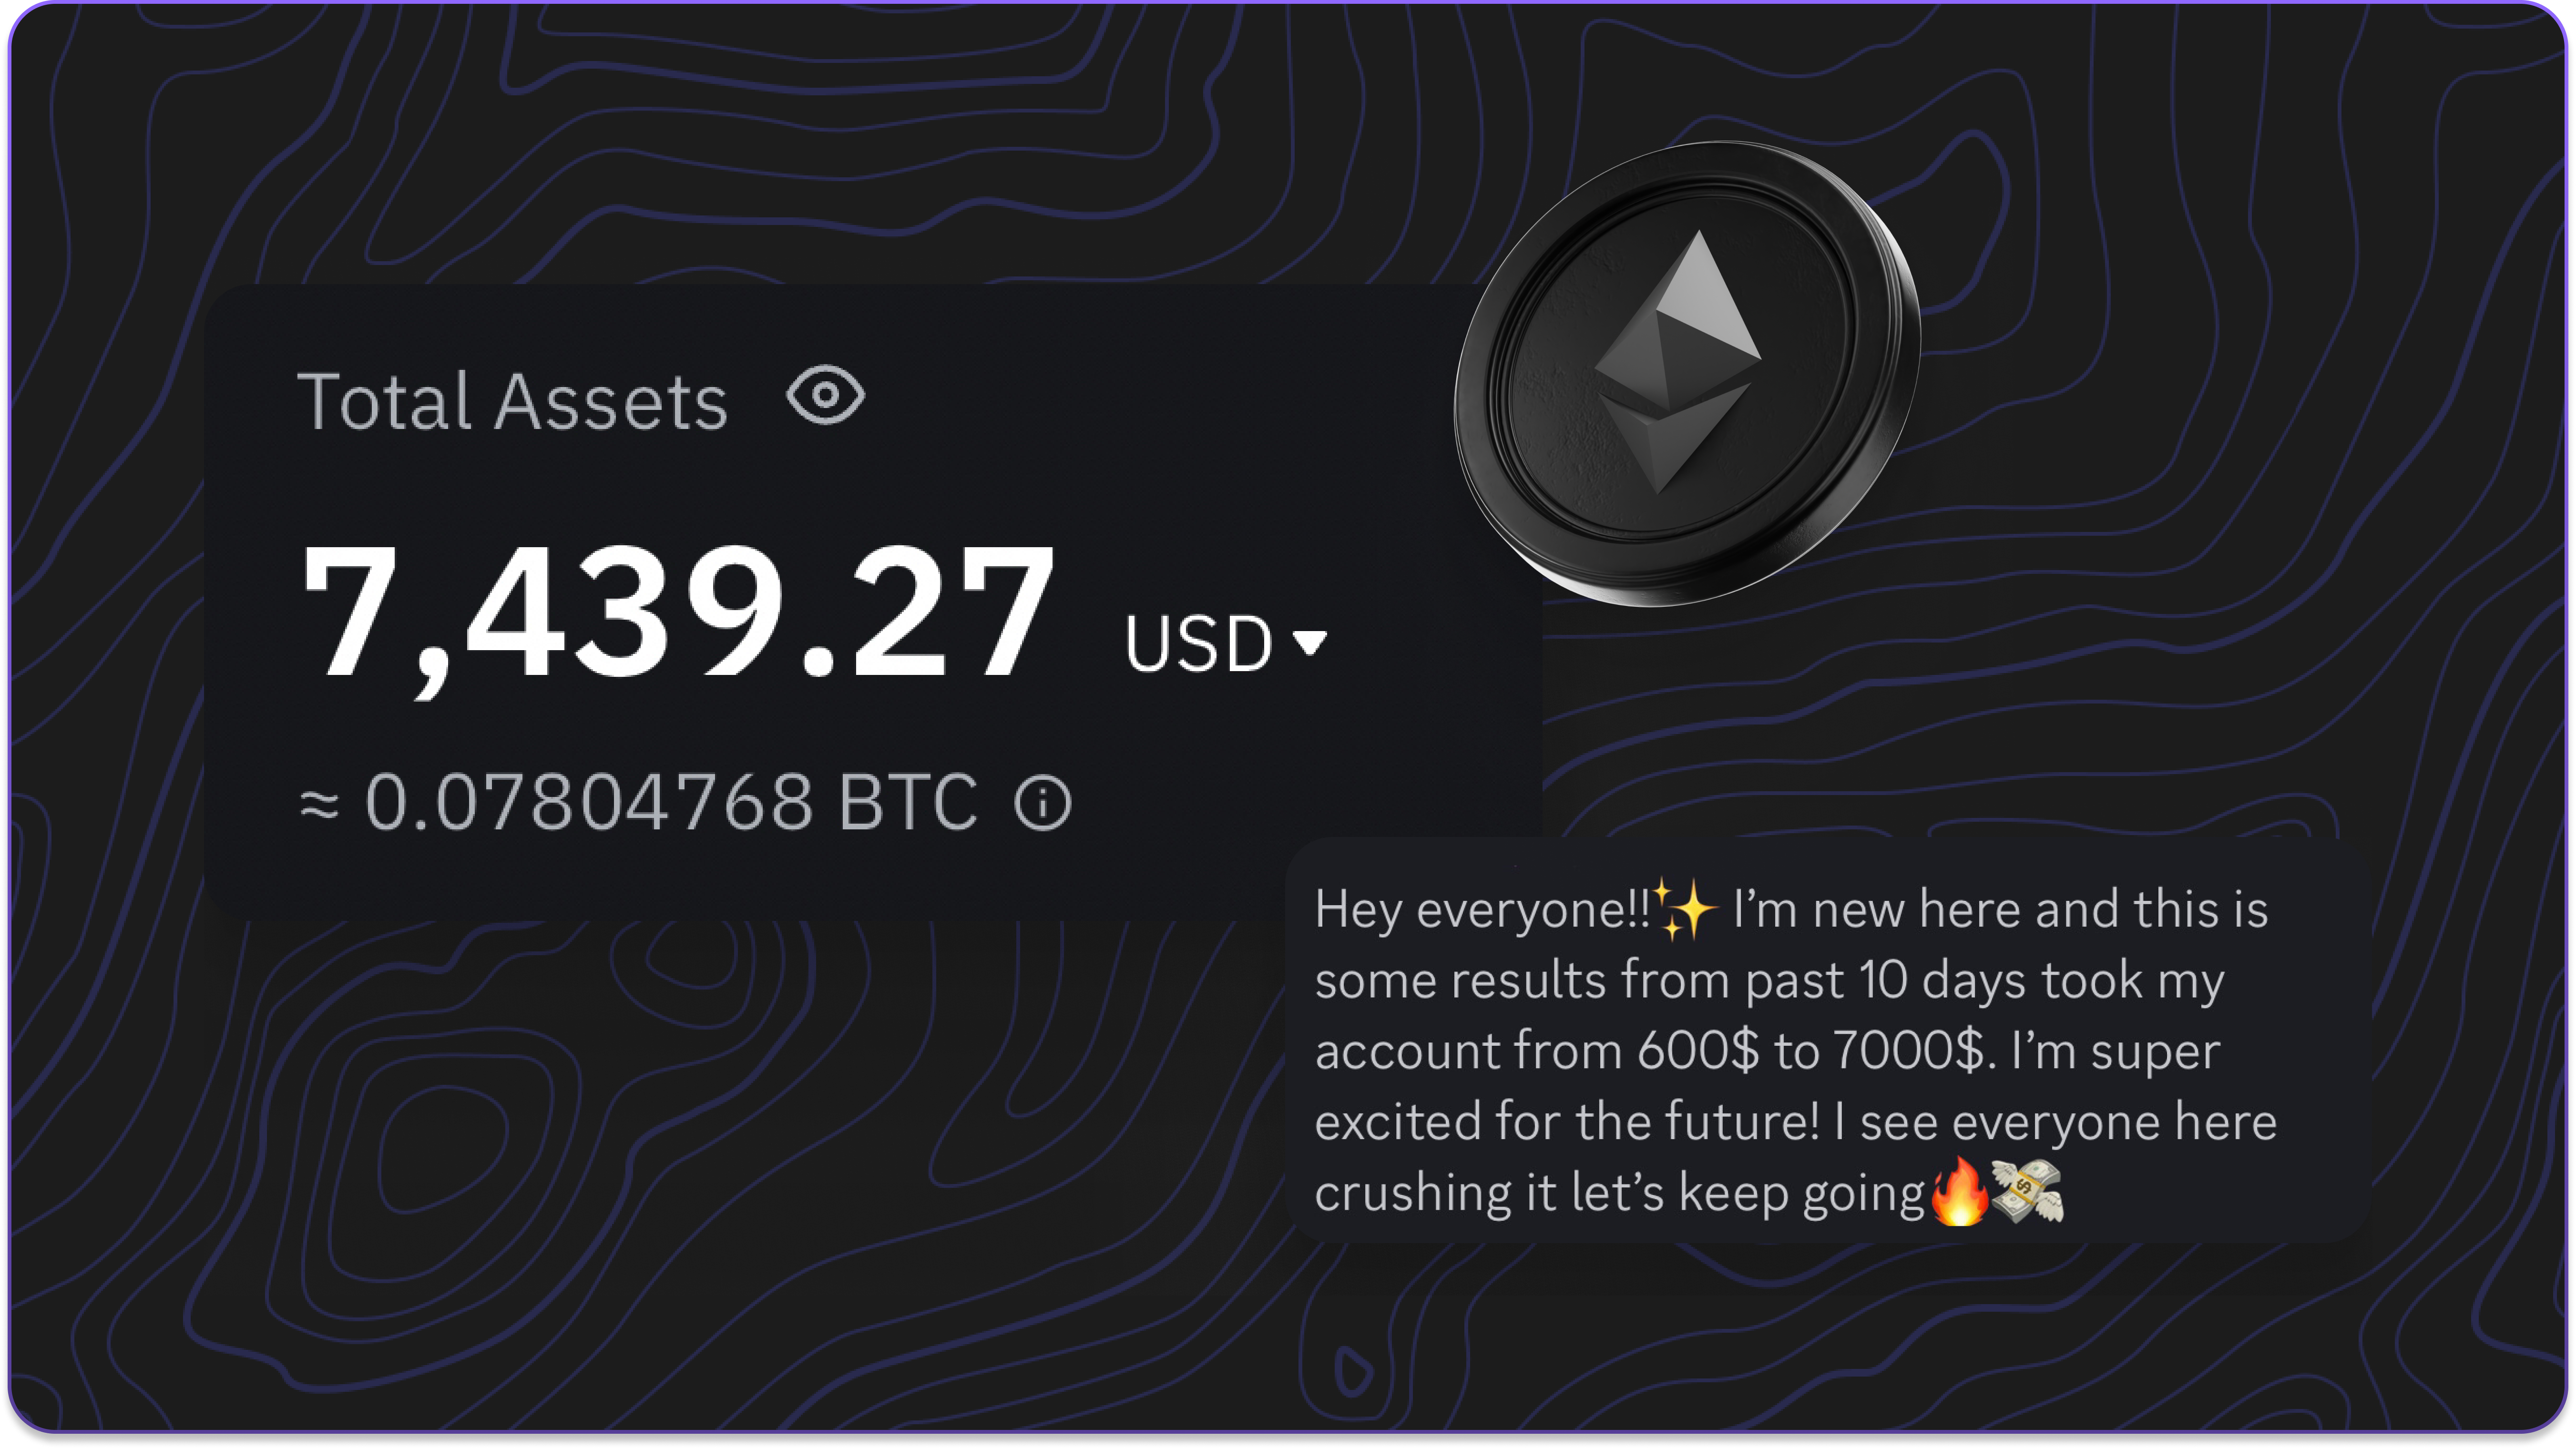 Total Assets
7,439.27 USD
≈ 0.07804768 BTC
Hey everyone!!✨ I’m new here and this is
some results from past 10 days took my
account from 600$ to 7000$. I’m super
excited for the future! I see everyone here
crushing it let’s keep going🔥💸